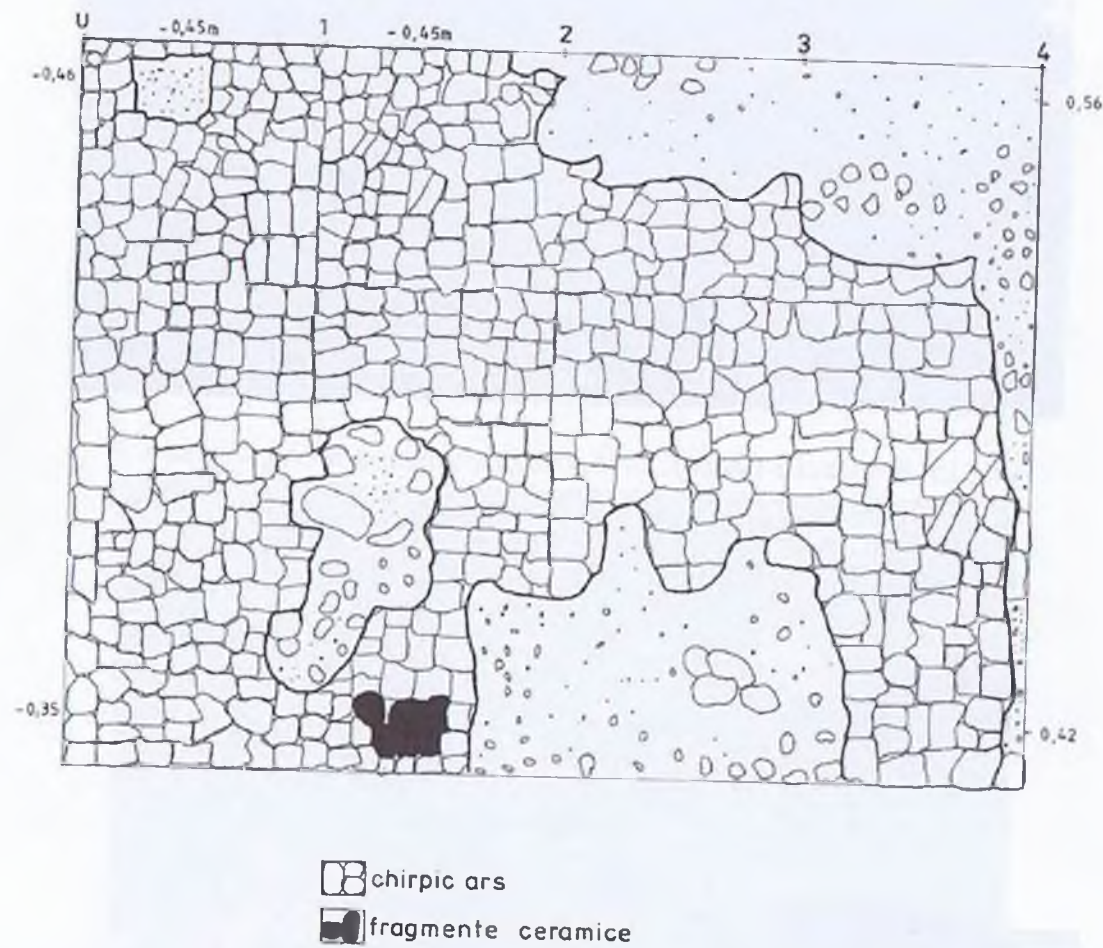 U 1 2 3 4
-0,45m -0,45m
-0,46 0,56
-0,35 0,42
chirpic ars
fragmente ceramice